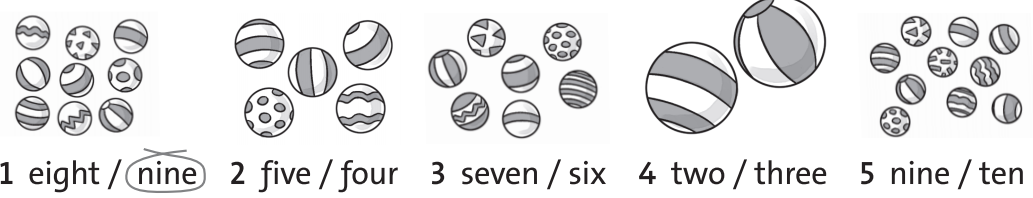 1 eight / nine 2 five / four 3 seven / six 4 two / three 5 nine / ten